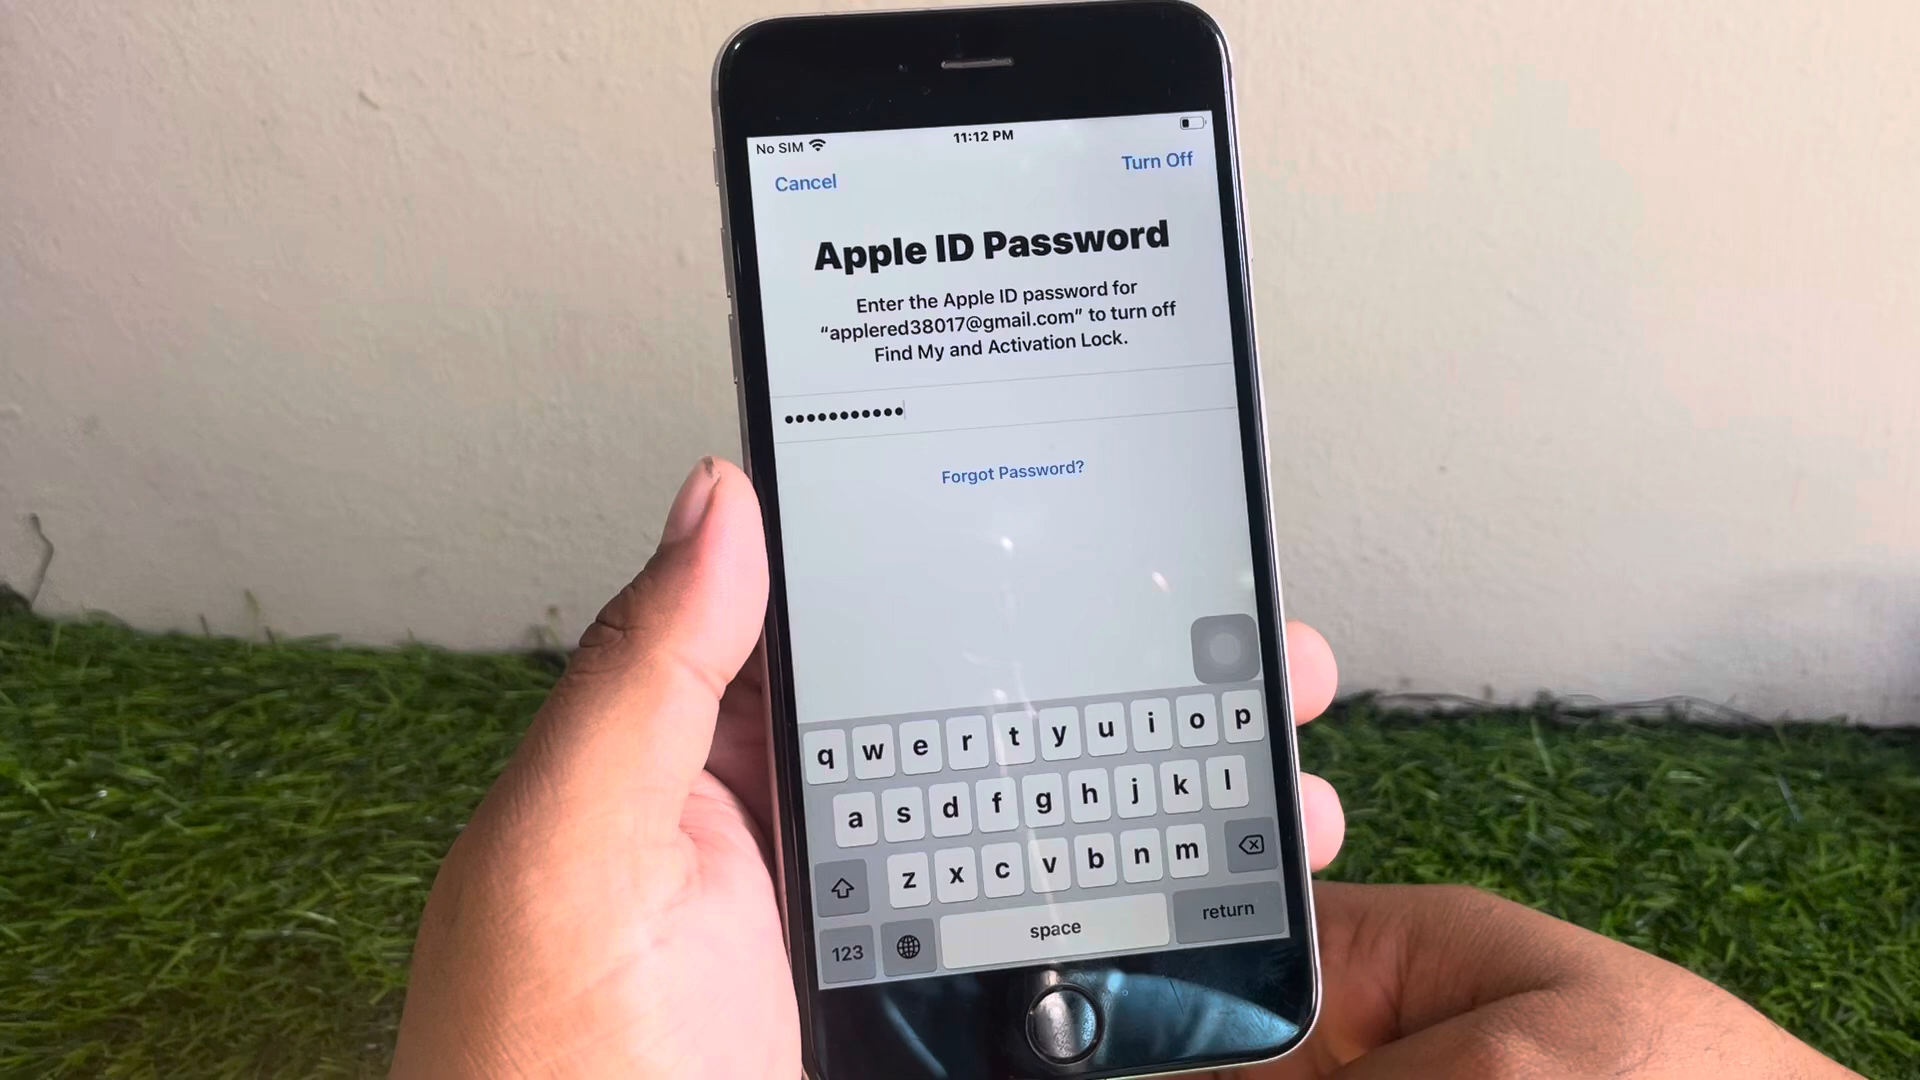 No SIM
11:12 PM
Cancel
Turn Off
Apple ID Password
Enter the Apple ID password for
“applered38017@gmail.com” to turn off
Find My and Activation Lock.
•••••••••••
Forgot Password?
q w e r t y u i o p
a s d f g h j k l
z x c v b n m
123
space
return